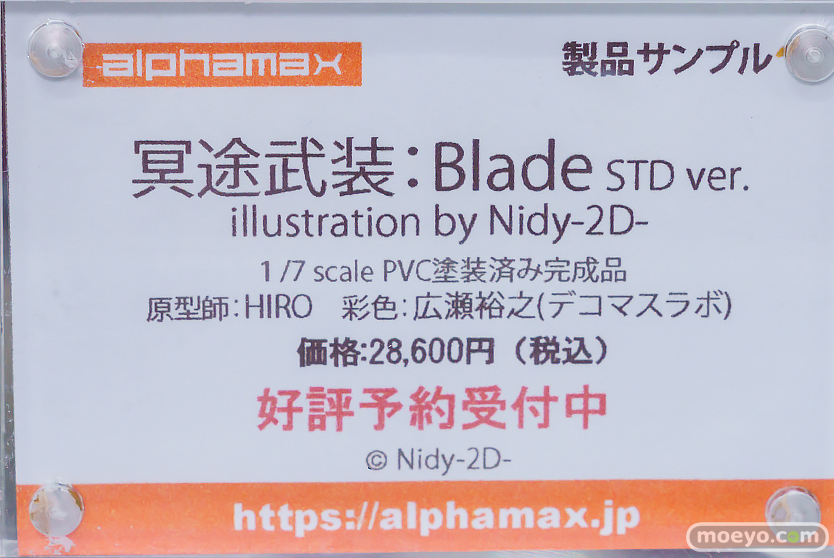 alphamax
製品サンプル
冥途武装：Blade STD ver.
illustration by Nidy-2D-
1/7 scale PVC塗装済み完成品
原型師：HIRO　彩色：広瀬裕之(デコマスラボ)
価格:28,600円（税込）
好評予約受付中
© Nidy-2D-
https://alphamax.jp
moeyo.com